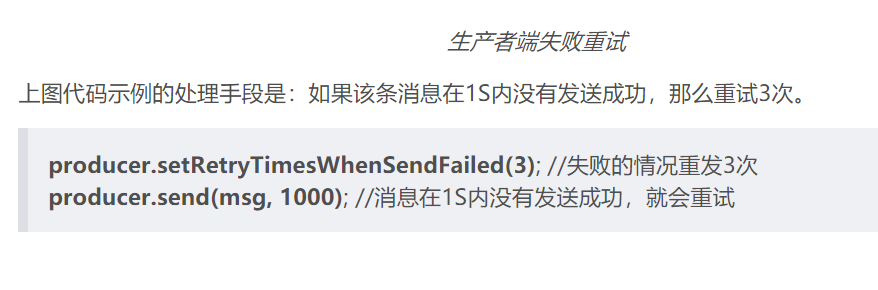 生产者端失败重试
上图代码示例的处理手段是：如果该条消息在1S内没有发送成功，那么重试3次。
producer.setRetryTimesWhenSendFailed(3); //失败的情况重发3次
producer.send(msg, 1000); //消息在1S内没有发送成功，就会重试